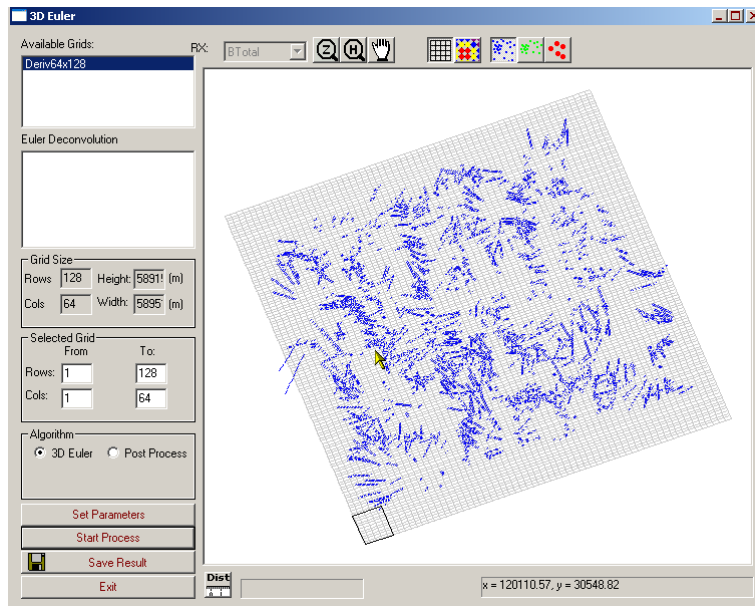 3D Euler
Available Grids:
RX:
BTotal
Deriv64x128
Euler Deconvolution
Grid Size
Rows 128 Height: 5891! (m)
Cols 64 Width: 5895 (m)
Selected Grid
From To:
Rows: 1 128
Cols: 1 64
Algorithm
3D Euler Post Process
Set Parameters
Start Process
Save Result
Exit
Dist
x = 120110.57, y = 30548.82